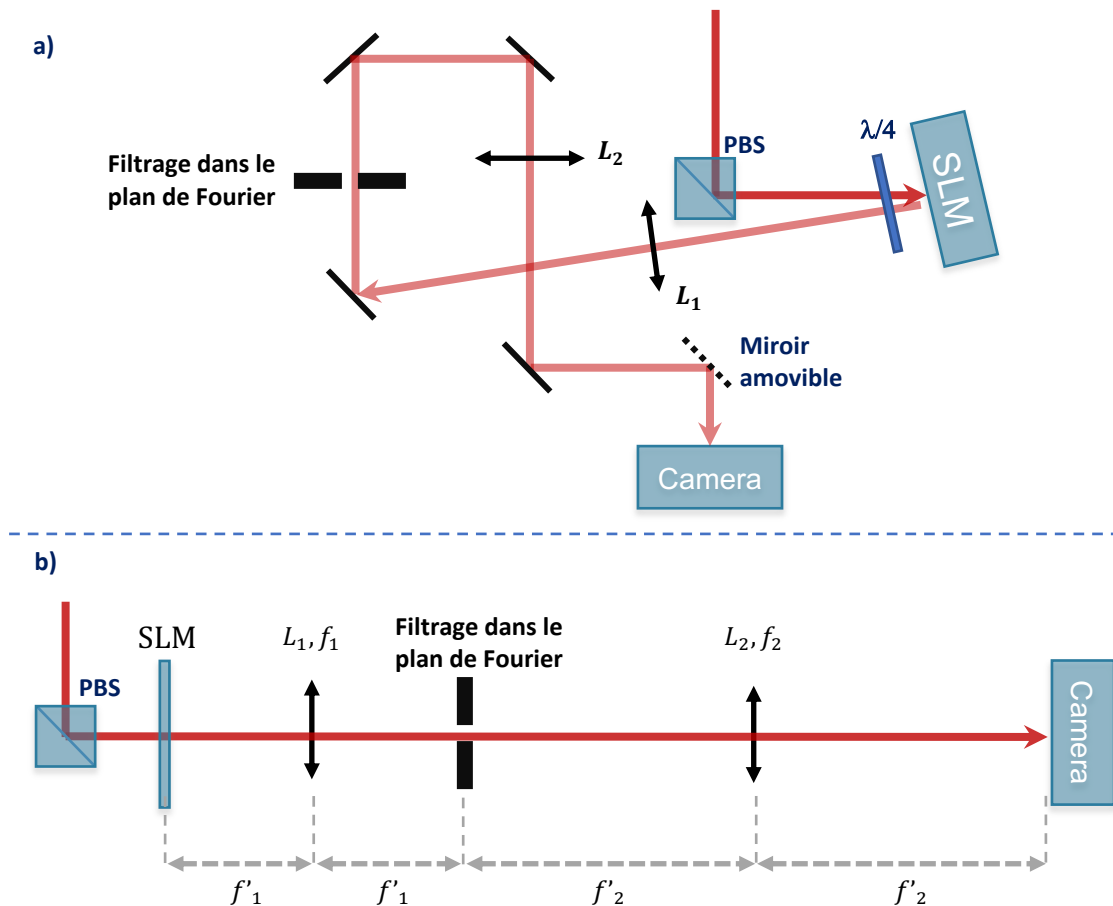 a)
PBS
λ/4
SLM
Filtrage dans le
plan de Fourier
L₂
L₁
Miroir
amovible
Camera
b)
SLM
L₁, f₁
Filtrage dans le
plan de Fourier
L₂, f₂
PBS
Camera
f'₁
f'₁
f'₂
f'₂